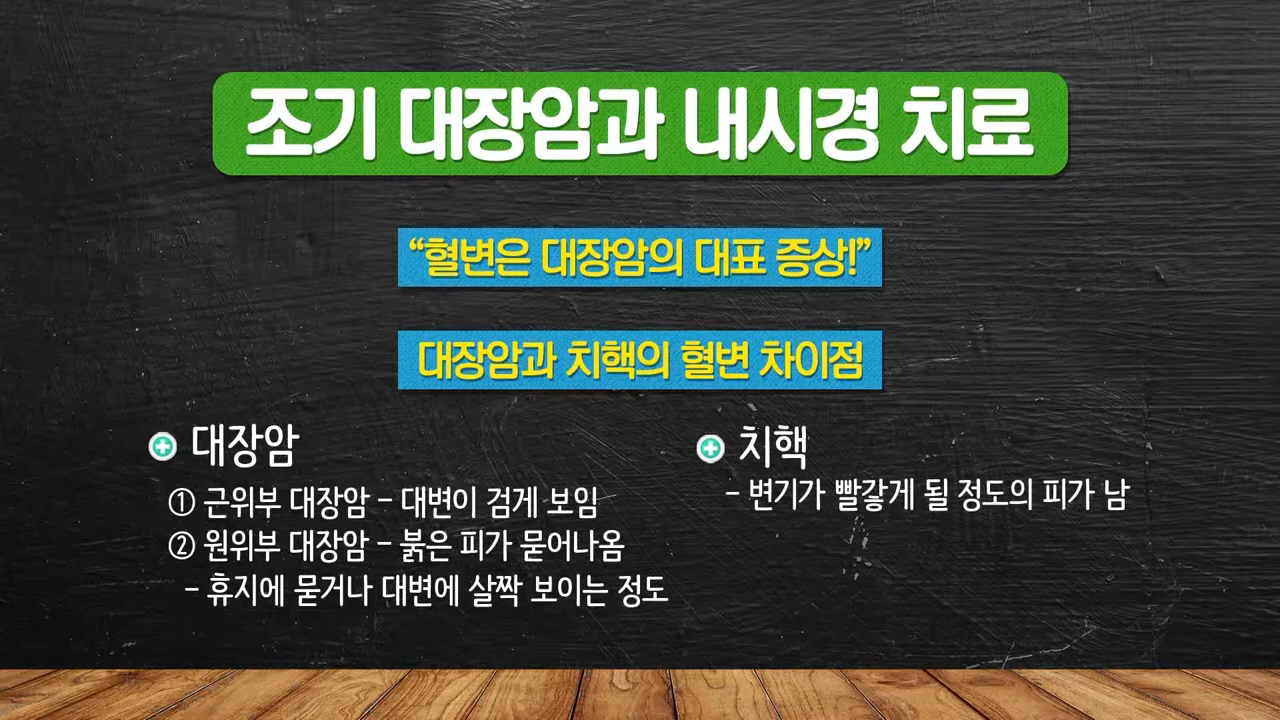 조기 대장암과 내시경 치료
“혈변은 대장암의 대표 증상!”
대장암과 치핵의 혈변 차이점
대장암
① 근위부 대장암 - 대변이 검게 보임
② 원위부 대장암 - 붉은 피가 묻어나옴
- 휴지에 묻거나 대변에 살짝 보이는 정도
치핵
- 변기가 빨갛게 될 정도의 피가 남